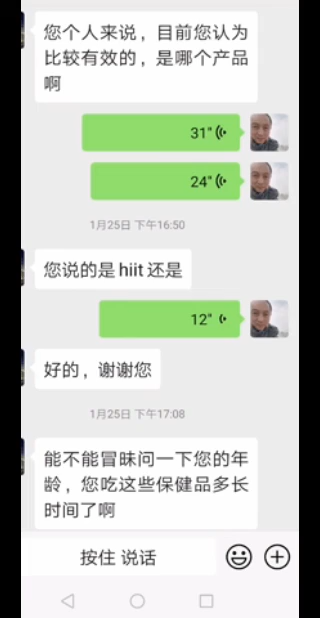 您个人来说，目前您认为
比较有效的，是哪个产品
啊
31"
24"
1月25日 下午16:50
您说的是 hiit 还是
12"
好的，谢谢您
1月25日 下午17:08
能不能冒昧问一下您的年
龄，您吃这些保健品多长
时间了啊
按住 说话